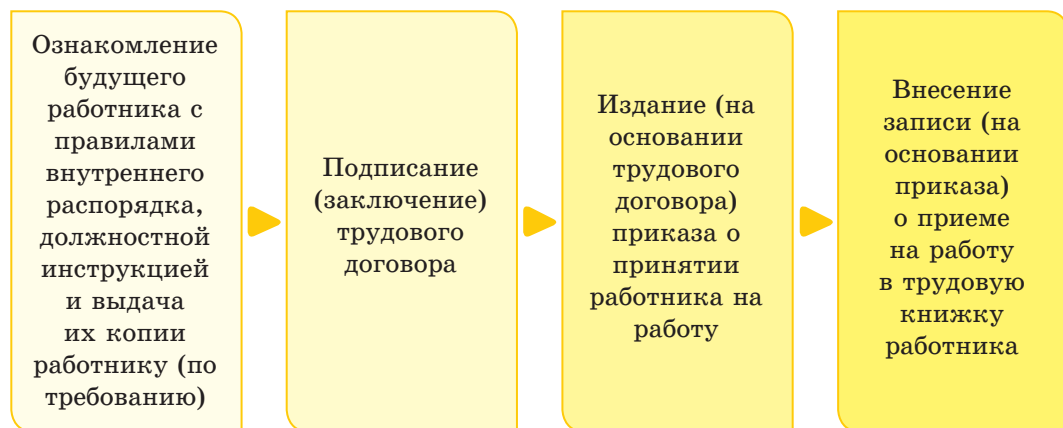 Ознакомление
будущего
работника с
правилами
внутреннего
распорядка,
должностной
инструкцией
и выдача
их копии
работнику (по
требованию)
Подписание
(заключение)
трудового
договора
Издание (на
основании
трудового
договора)
приказа о
принятии
работника на
работу
Внесение
записи (на
основании
приказа)
о приеме
на работу
в трудовую
книжку
работника